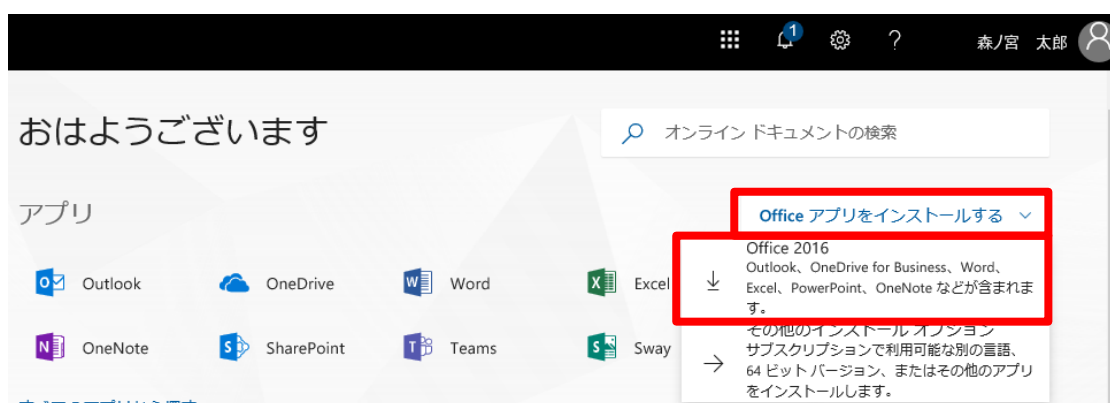 1
?
森ノ宮 太郎
おはようございます
オンライン ドキュメントの検索
アプリ
Office アプリをインストールする
Office 2016
Outlook、OneDrive for Business、Word、
Excel、PowerPoint、OneNote などが含まれま
す。
Outlook
OneDrive
Word
Excel
その他のインストール オプション
サブスクリプションで利用可能な別の言語、
64 ビット バージョン、またはその他のアプリ
をインストールします。
OneNote
SharePoint
Teams
Sway